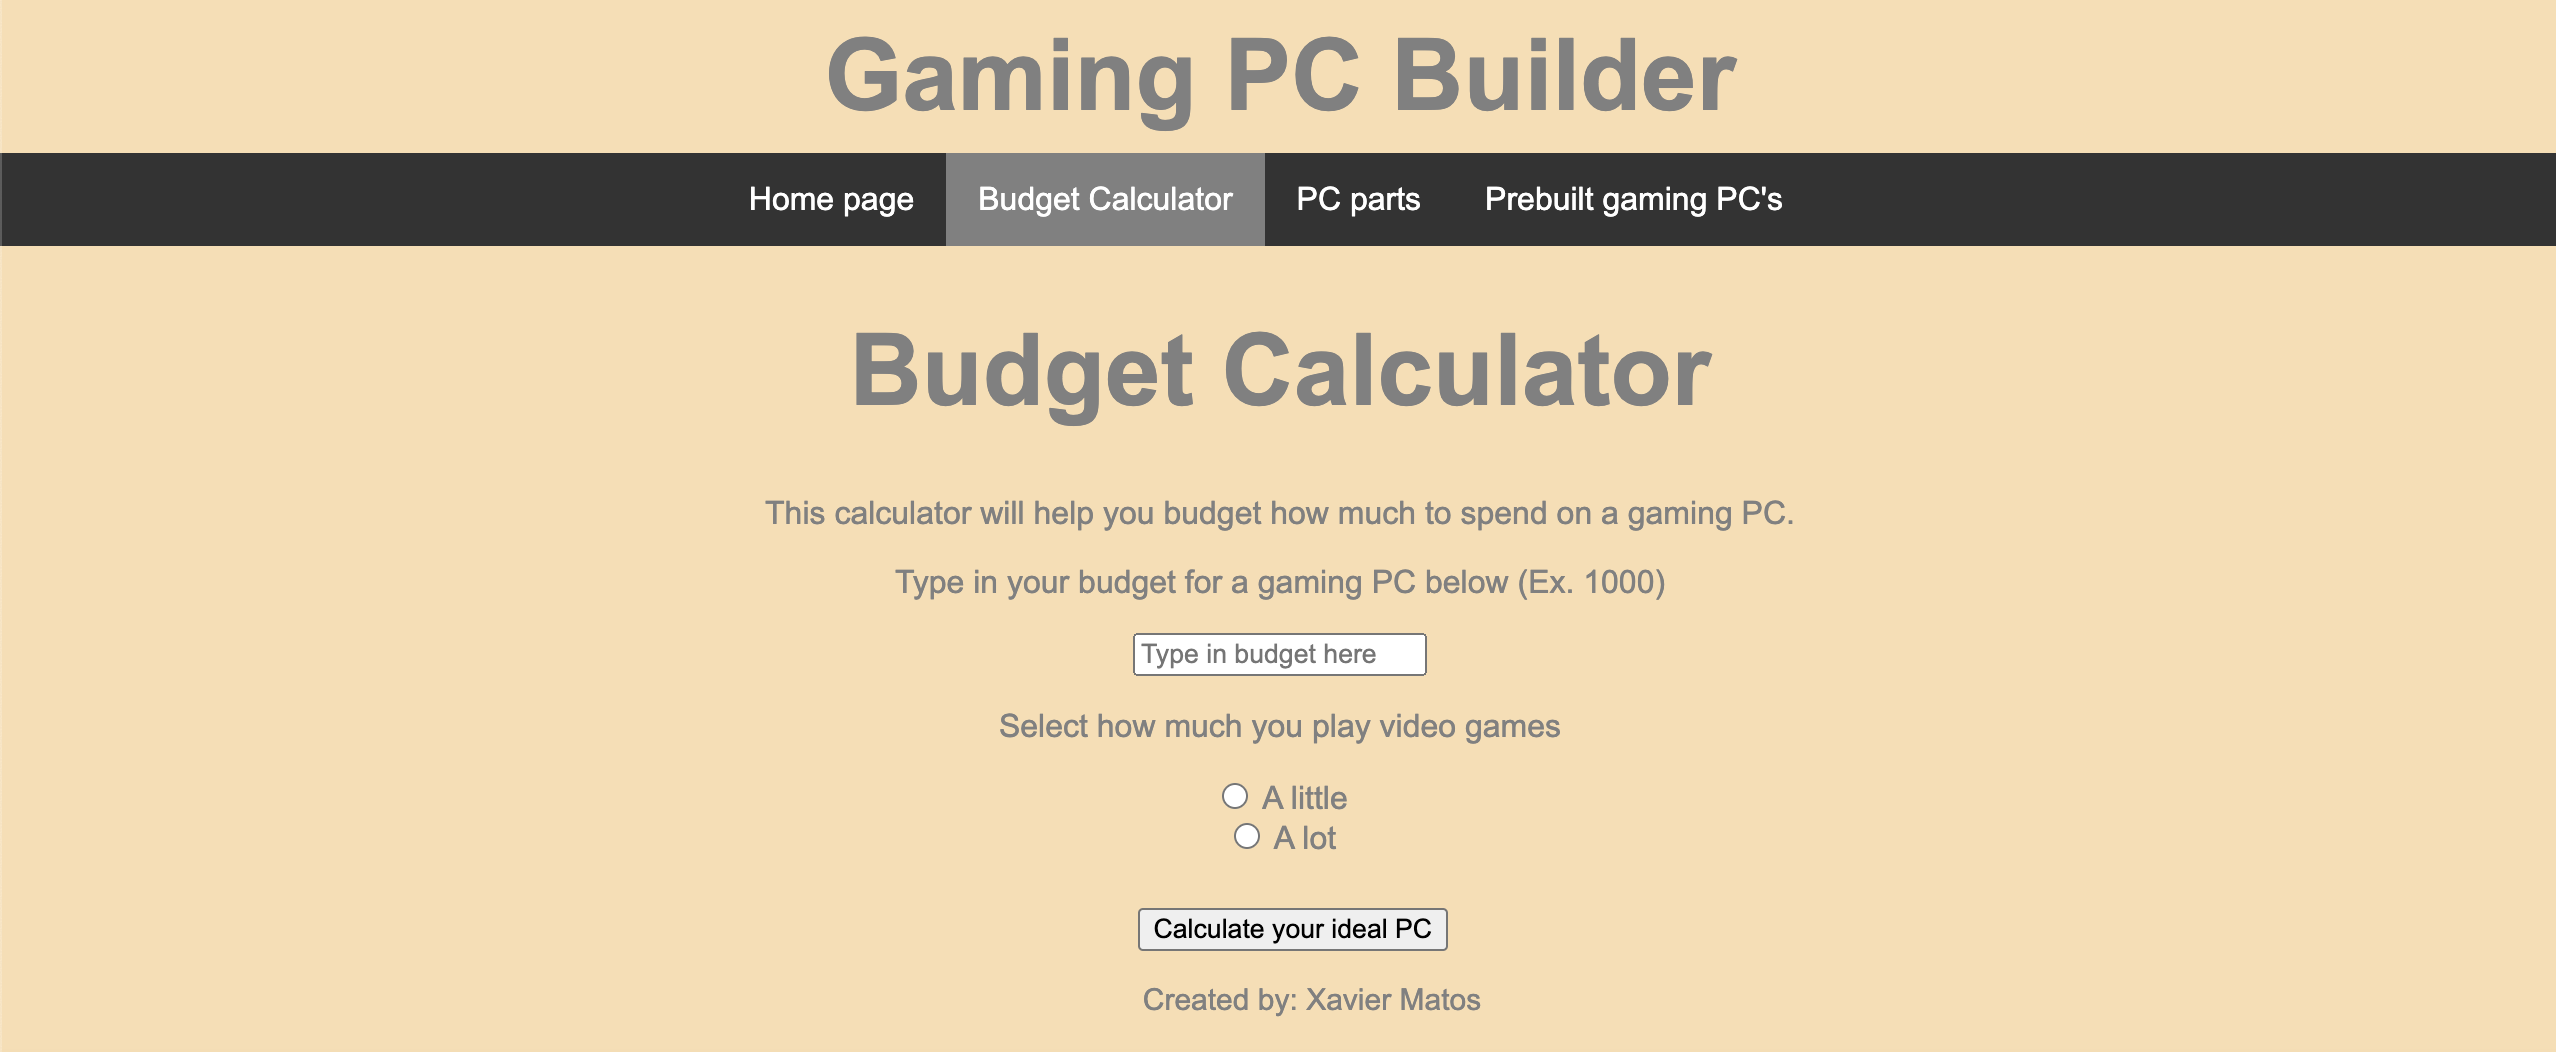 Gaming PC Builder
Home page Budget Calculator PC parts Prebuilt gaming PC's
Budget Calculator
This calculator will help you budget how much to spend on a gaming PC.
Type in your budget for a gaming PC below (Ex. 1000)
Type in budget here
Select how much you play video games
A little
A lot
Calculate your ideal PC
Created by: Xavier Matos